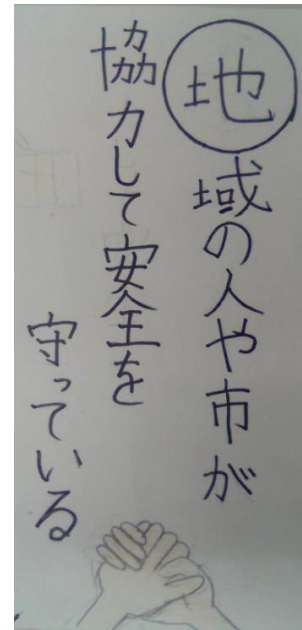 地域の人や市が
協力して安全を
守っている